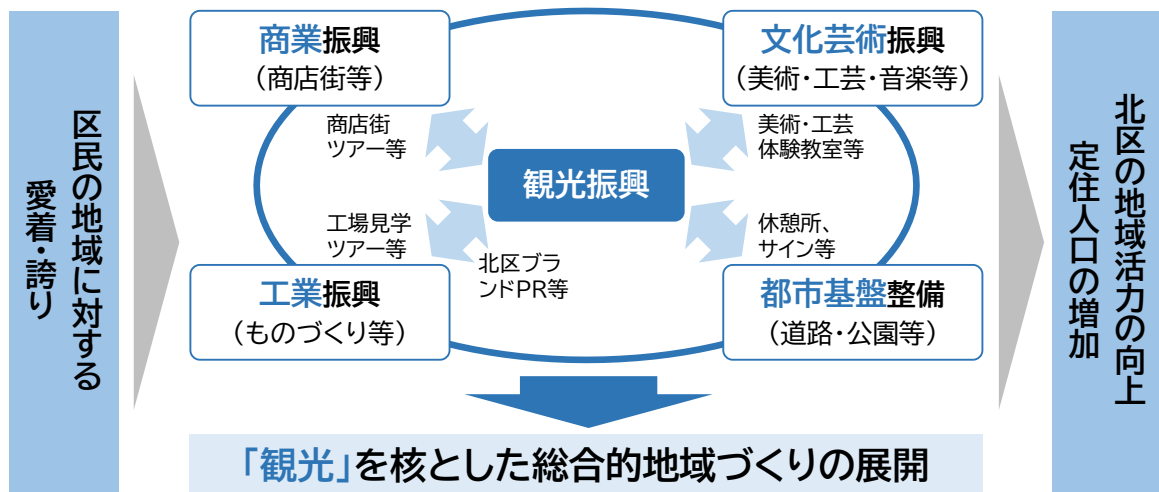 区民の地域に対する
愛着・誇り
商業振興
（商店街等）
文化芸術振興
（美術・工芸・音楽等）
商店街
ツアー等
美術・工芸
体験教室等
観光振興
工場見学
ツアー等
北区ブラ
ンドPR等
休憩所、
サイン等
工業振興
（ものづくり等）
都市基盤整備
（道路・公園等）
「観光」を核とした総合的地域づくりの展開
北区の地域活力の向上
定住人口の増加